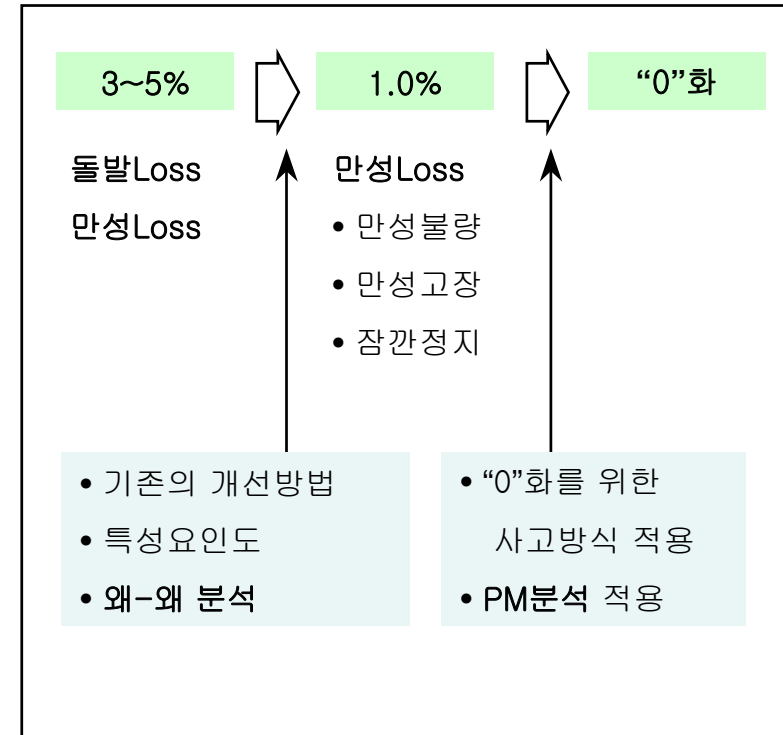 3~5%
1.0%
“0”화
돌발Loss
만성Loss
만성Loss
• 만성불량
• 만성고장
• 잠깐정지
• 기존의 개선방법
• 특성요인도
• 왜-왜 분석
• “0”화를 위한
사고방식 적용
• PM분석 적용